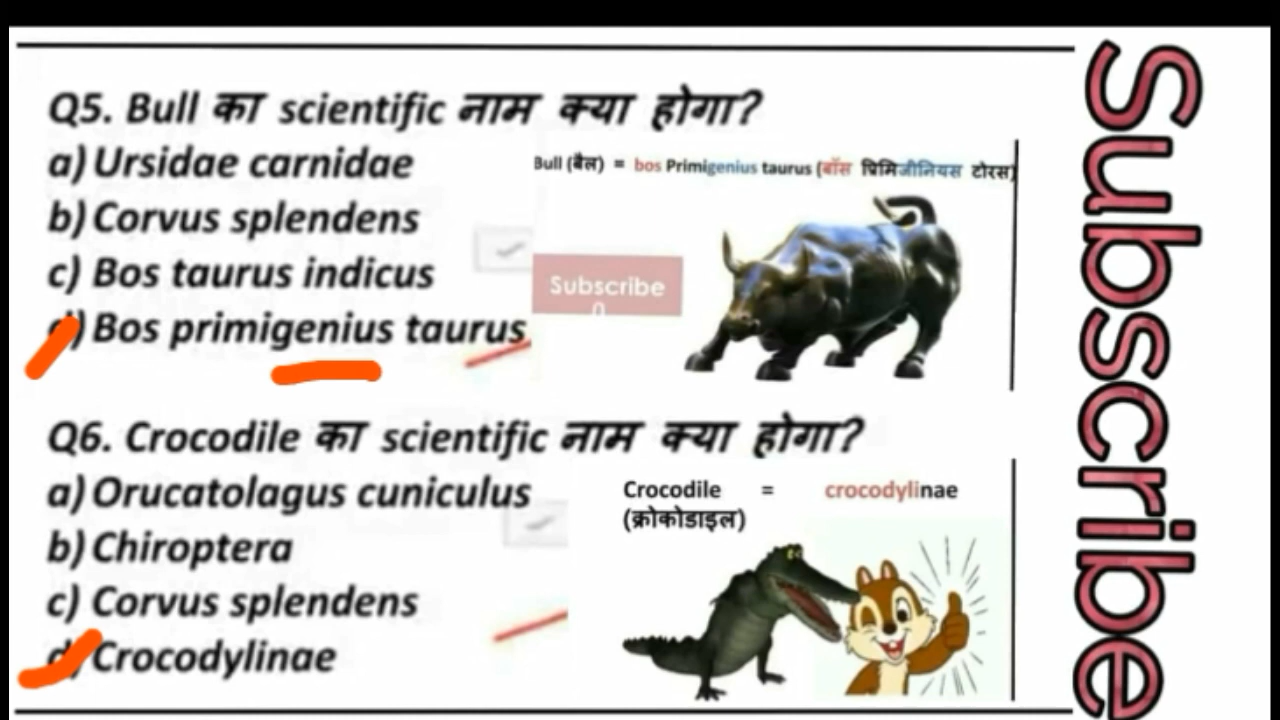 Q5. Bull का scientific नाम क्या होगा?
a) Ursidae carnidae
b) Corvus splendens
c) Bos taurus indicus
d) Bos primigenius taurus
Bull (बैल) = bos Primigenius taurus (बॉस प्रिमिजीनियस टोरस)
Subscribe
Q6. Crocodile का scientific नाम क्या होगा?
a) Orucatolagus cuniculus
b) Chiroptera
c) Corvus splendens
d) Crocodylinae
Crocodile = crocodylinae
(क्रोकोडाइल)
Subscribe